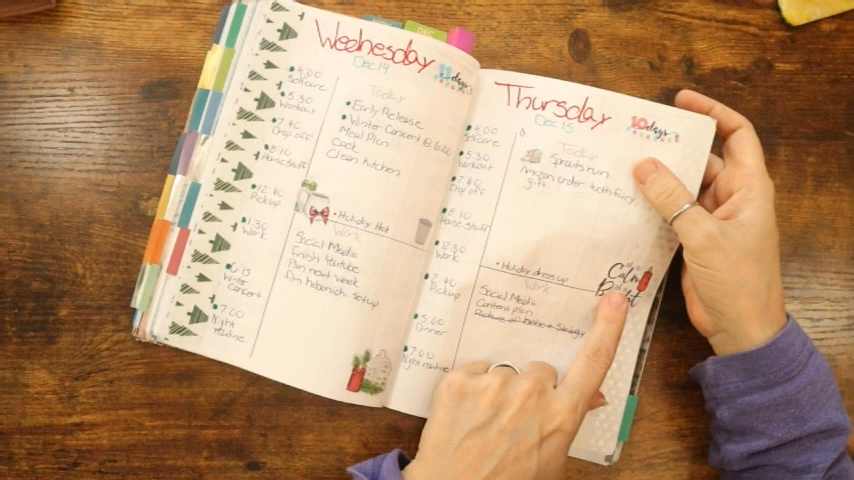 DEC
Wednesday
Dec 14
11 days
4:00
Selfcare
5:30
Workout
7:40
Drop off
8:10
House stuff
12:40
Pickup
1:30
Work
6:15
Winter
Concert
7:00
Night
routine
Today
• Early Release
• Winter Concert @
Meal Plan
Cook
Clean Kitchen
• Holiday Hat
Work
Social Media
Finish Youtube
Plan next week
setup
Thursday
Dec 15
10 days
4:00
Selfcare
5:30
Workout
7:40
Drop off
8:10
House stuff
12:30
Work
2:40
Pickup
5:00
Dinner
7:00
Night routine
Today
Sprouts run
Amazon order tooth fairy
gift
• Holiday dress up
Work
Social Media
Content plan
Calm